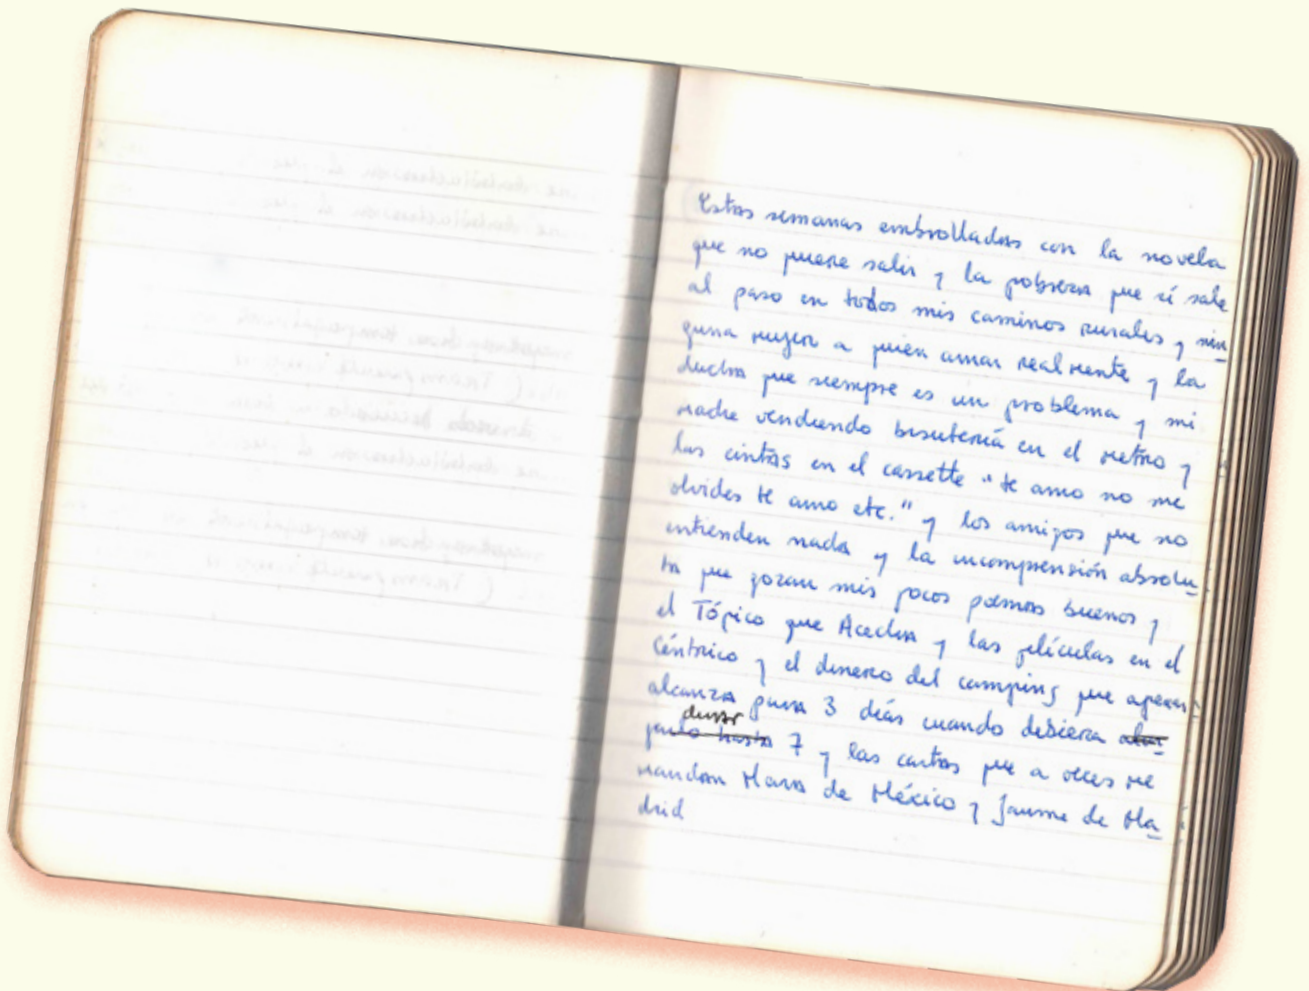 Estas semanas embrolladas con la novela
que no quiere salir y la pobreza que sí sale
al paso en todos mis caminos rurales y nin
guna mujer a quien amar realmente y la
ducha que siempre es un problema y mi
madre vendiendo bisutería en el metro y
las cintas en el cassette "te amo no me
olvides te amo etc." y los amigos que no
entienden nada y la incomprensión absolu
ta que gozan mis pocos poemas buenos y
el Tópico que Acecha y las películas en el
Céntrico y el dinero del camping que apenas
alcanza para 3 días cuando debiera
durar
7 y las cartas que a veces me
mandan Mara de México y Jaume de Ma
drid